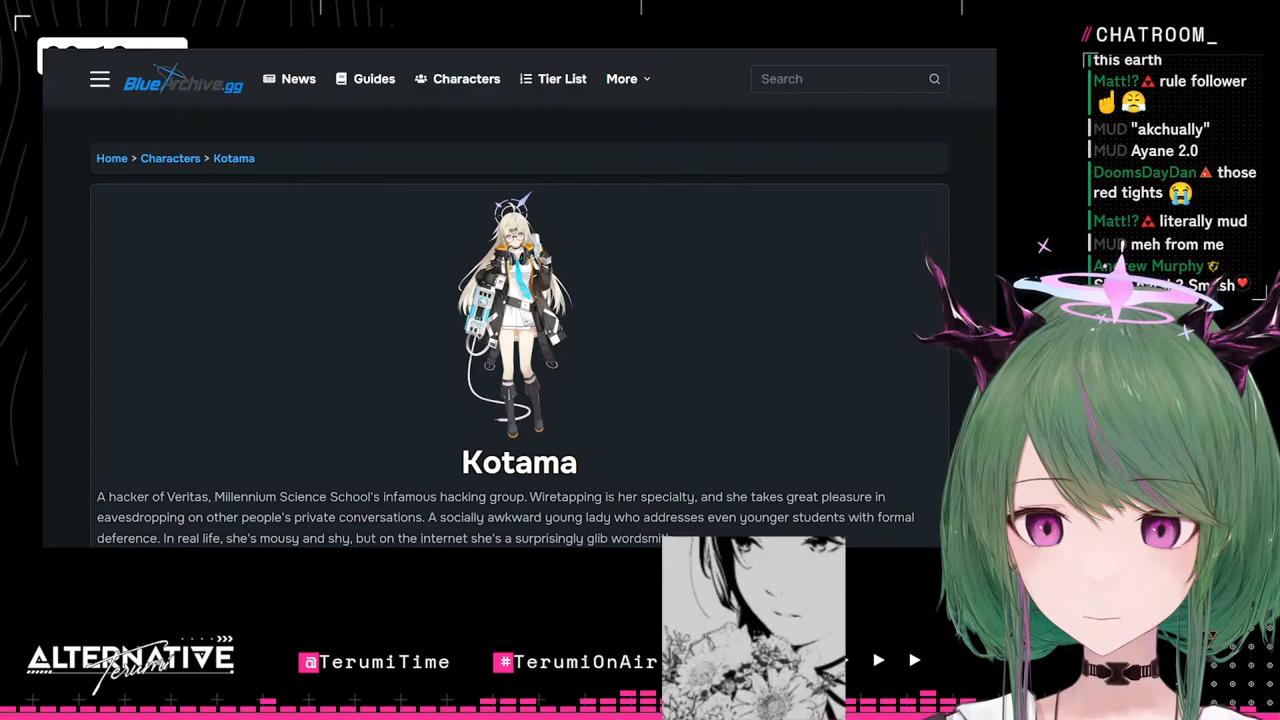 BlueArchive.gg
News
Guides
Characters
Tier List
More
Search
Home > Characters > Kotama
Kotama
A hacker of Veritas, Millennium Science School's infamous hacking group. Wiretapping is her specialty, and she takes great pleasure in
eavesdropping on other people's private conversations. A socially awkward young lady who addresses even younger students with formal
deference. In real life, she's mousy and shy, but on the internet she's a surprisingly glib wordsmith.
//CHATROOM_
this earth
Matt!? rule follower
MUD "akchually"
MUD Ayane 2.0
DoomsDayDan those
red tights
Matt!? literally mud
MUD meh from me
Andrew Murphy
ALTERNATIVE
Terumi
@TerumiTime
#TerumiOnAir